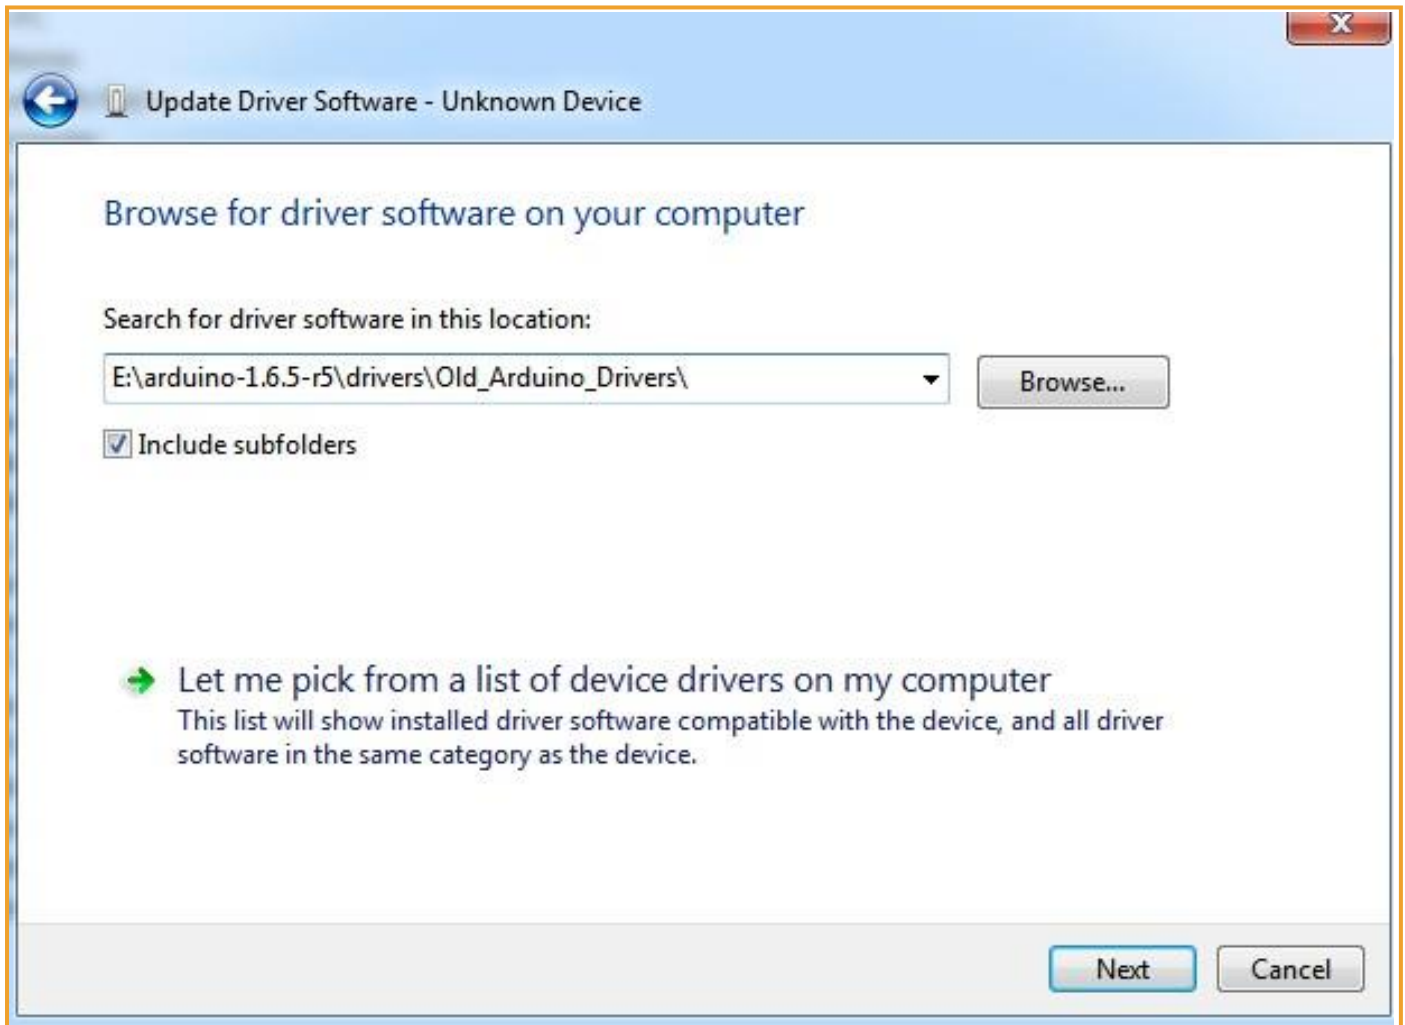 Update Driver Software - Unknown Device
Browse for driver software on your computer
Search for driver software in this location:
E:\arduino-1.6.5-r5\drivers\Old_Arduino_Drivers\
Browse...
Include subfolders
Let me pick from a list of device drivers on my computer
This list will show installed driver software compatible with the device, and all driver
software in the same category as the device.
Next
Cancel